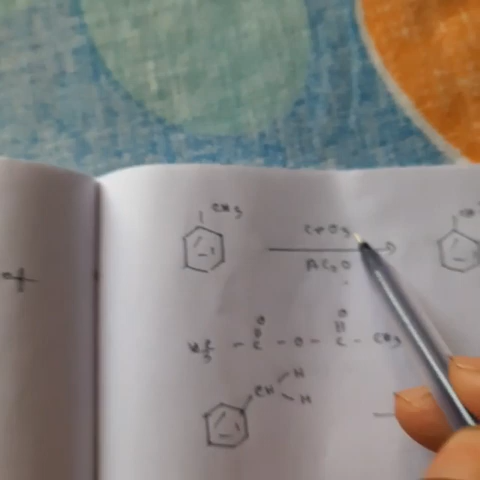 CH3
CrO3
AC2O
O O
C - O - C - CH3
H
CH
H